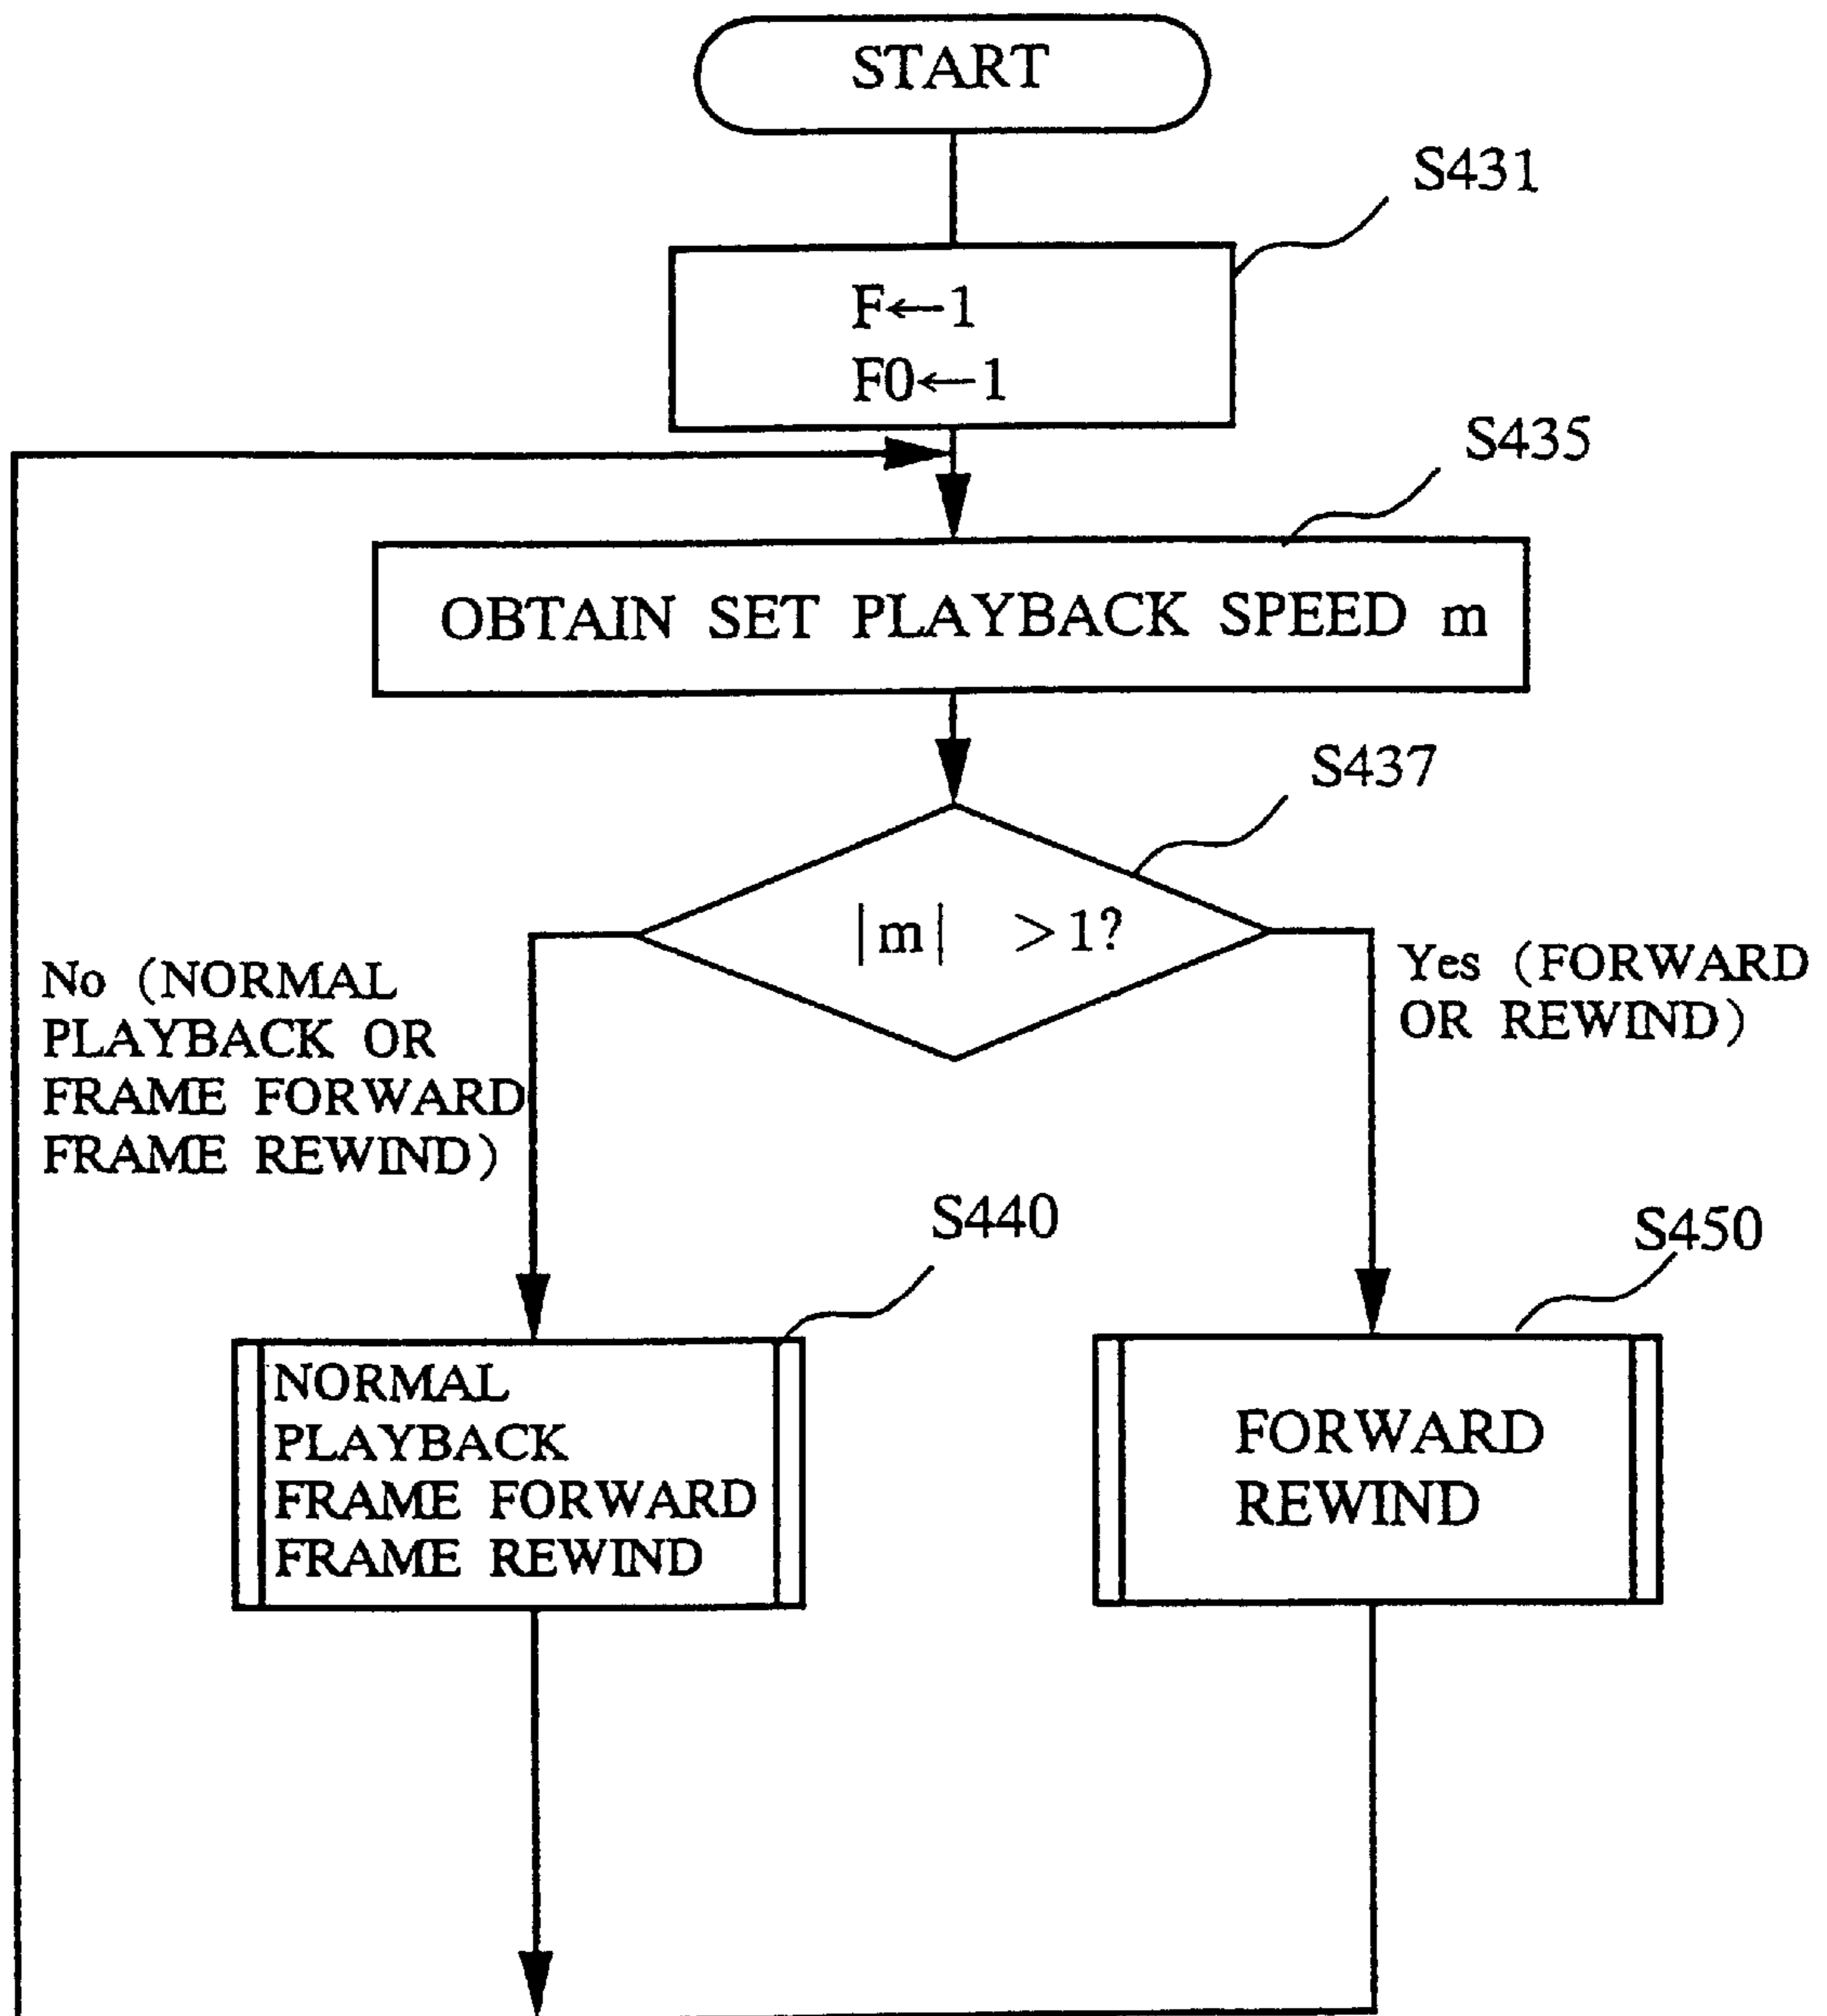 START
S431
F←1
F0←1
S435
OBTAIN SET PLAYBACK SPEED m
S437
|m| >1?
No (NORMAL
PLAYBACK OR
FRAME FORWARD
FRAME REWIND)
Yes (FORWARD
OR REWIND)
S440
S450
NORMAL
PLAYBACK
FRAME FORWARD
FRAME REWIND
FORWARD
REWIND